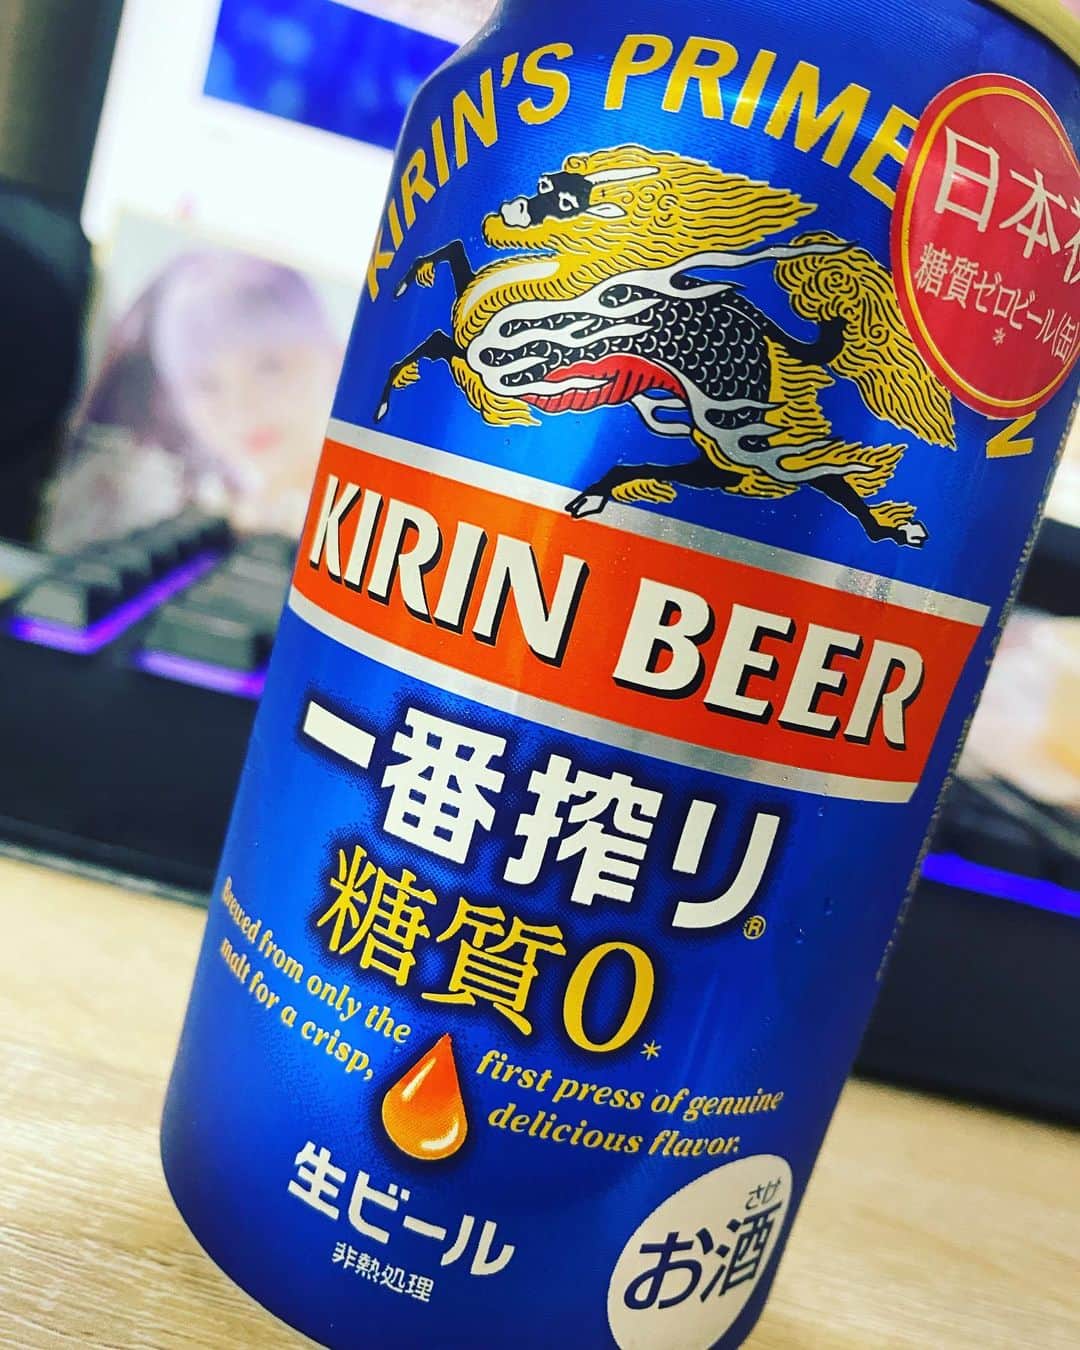 KIRIN'S PRIME
日本初
糖質ゼロビール(缶)
*
KIRIN BEER
一番搾り®
糖質0*
Brewed from only the first press of genuine
malt for a crisp, delicious flavor.
生ビール
非熱処理
さけ
お酒